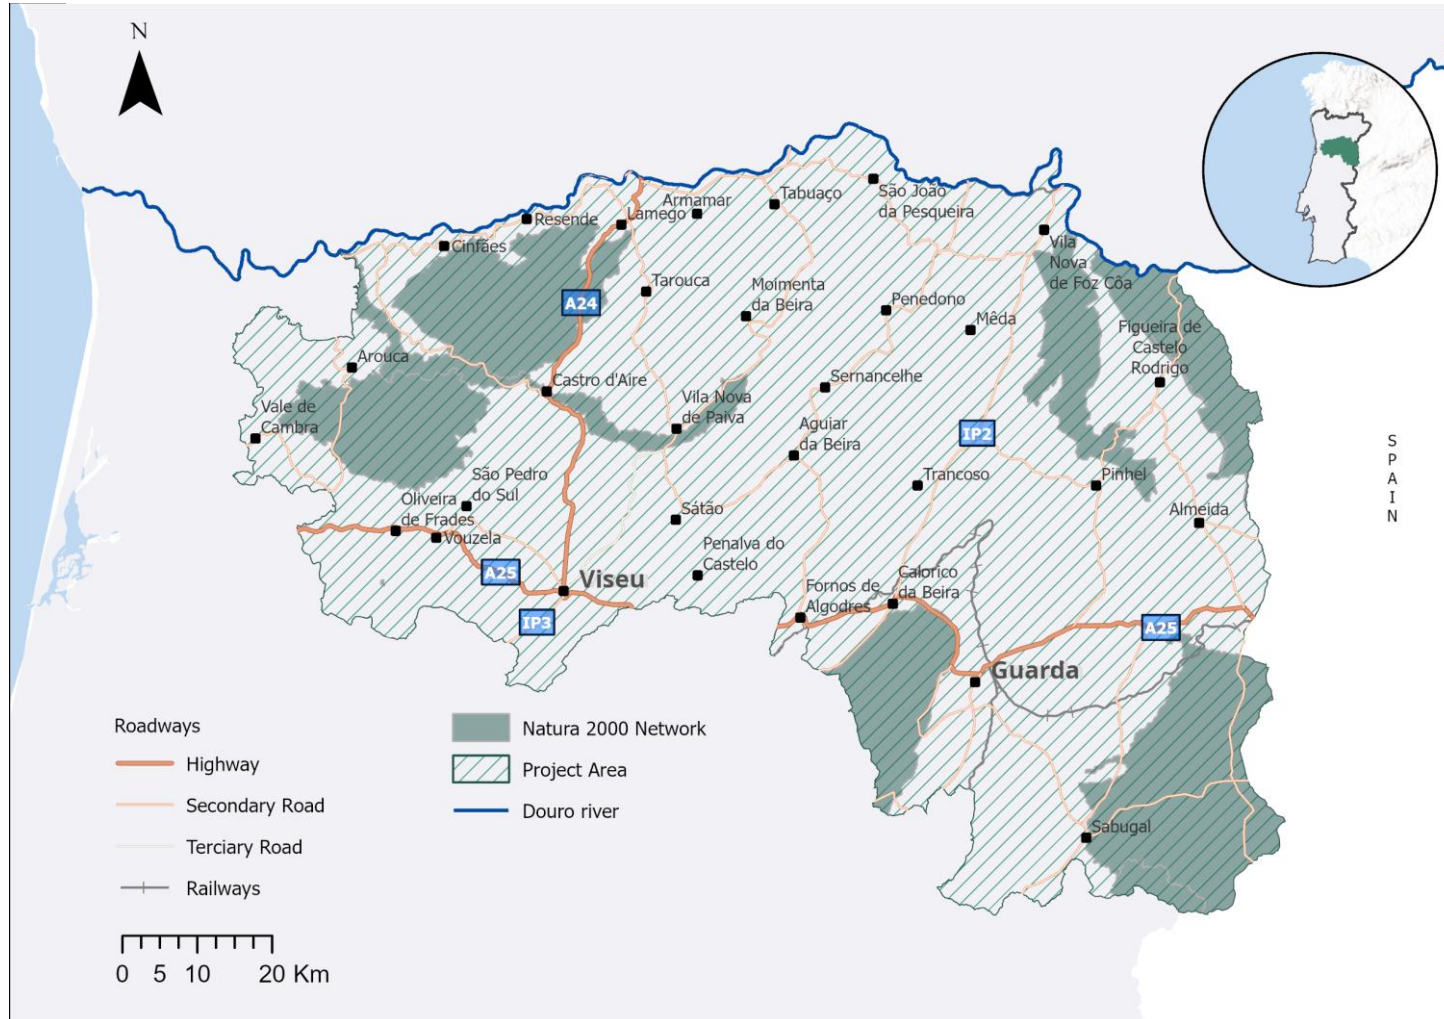 N
Resende
Cinfães
Lamego
Armamar
Tabuaço
São João
da Pesqueira
Vila
Nova
de Foz Côa
Tarouca
A24
Moimenta
da Beira
Penedono
Mêda
Figueira de
Castelo
Rodrigo
Arouca
Castro d'Aire
Sernancelhe
Vila Nova
de Paiva
Vale de
Cambra
Aguiar
da Beira
IP2
SPAIN
São Pedro
do Sul
Trancoso
Pinhel
Oliveira
de Frades
Vouzela
Sátão
Almeida
A25
Viseu
Penalva do
Castelo
Fornos de
Algodres
Calorico
da Beira
IP3
A25
Guarda
Sabugal
Roadways
Highway
Secondary Road
Terciary Road
Railways
Natura 2000 Network
Project Area
Douro river
0 5 10 20 Km